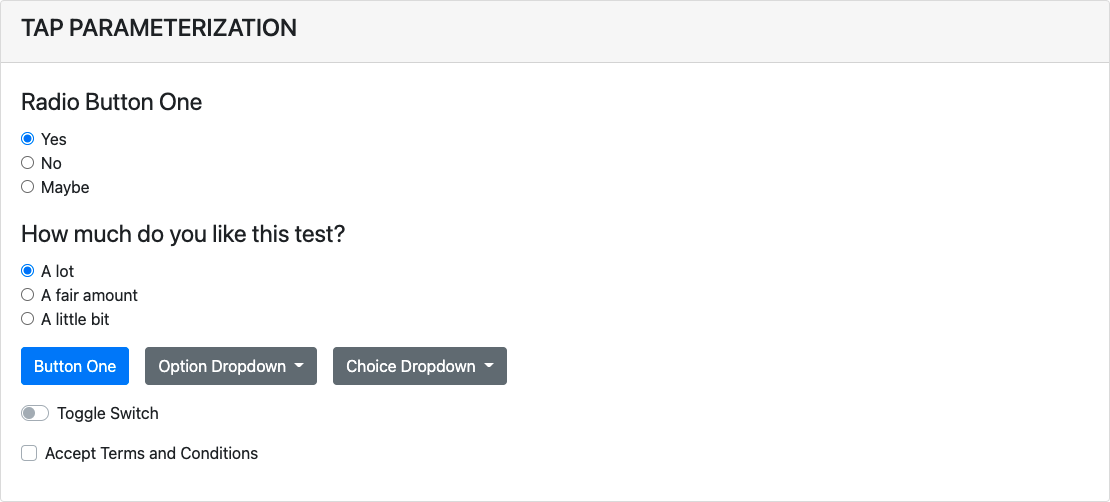 TAP PARAMETERIZATION
Radio Button One
Yes
No
Maybe
How much do you like this test?
A lot
A fair amount
A little bit
Button One Option Dropdown Choice Dropdown
Toggle Switch
Accept Terms and Conditions